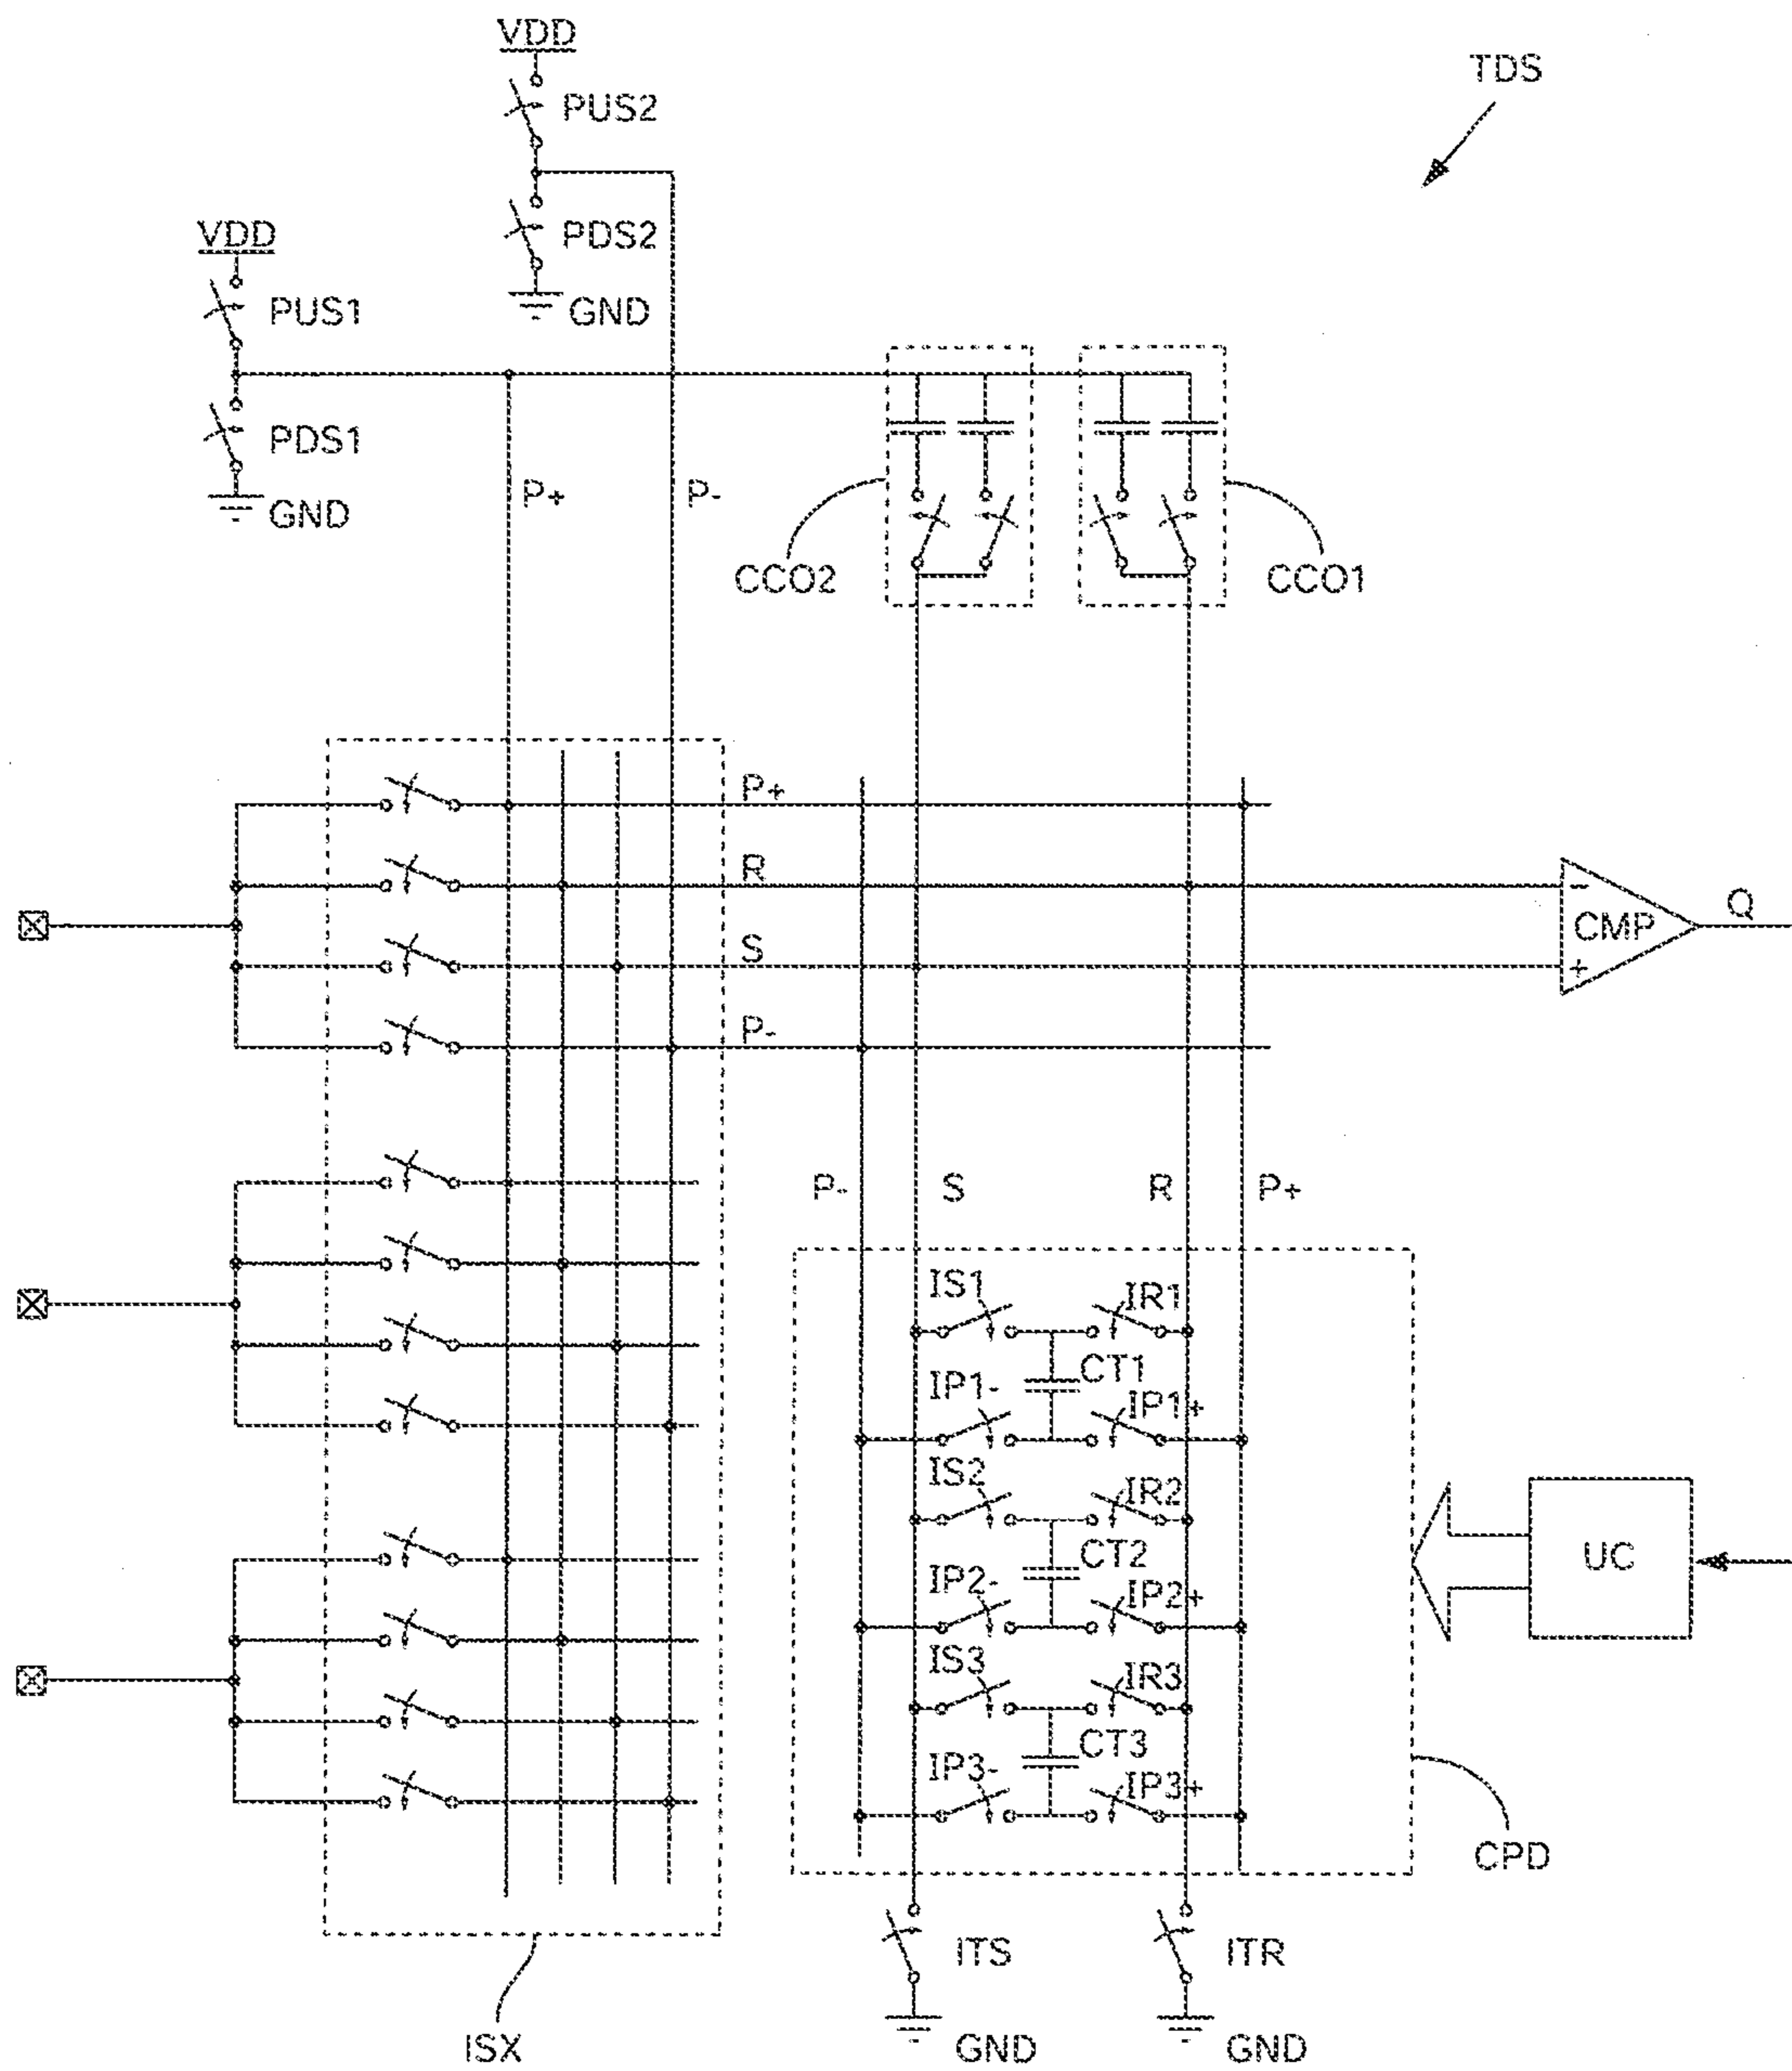 VDD
PUS2
TDS
PDS2
VDD
PUS1
GND
PDS1
GND
P+
P-
CCO2
CCO1
P+
R
-
CMP
Q
S
+
P-
P-
S
R
P+
IS1
IR1
CT1
IP1-
IP1+
IS2
IR2
CT2
UC
IP2-
IP2+
IS3
IR3
CT3
IP3-
IP3+
CPD
ITS
ITR
ISX
GND
GND